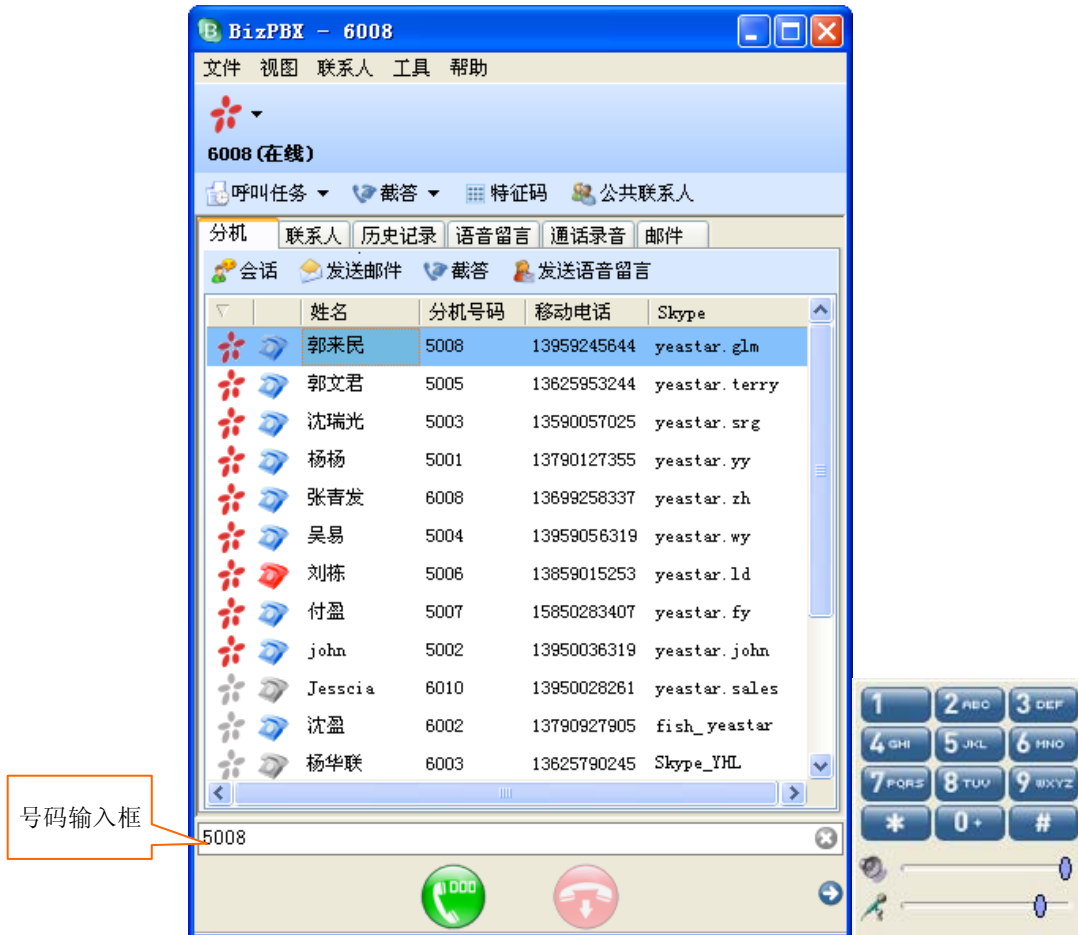 BizPBX - 6008
文件 视图 联系人 工具 帮助
6008(在线)
呼叫任务 截答 特征码 公共联系人
分机 联系人 历史记录 语音留言 通话录音 邮件
会话 发送邮件 截答 发送语音留言
姓名 分机号码 移动电话 Skype
郭来民 5008 13959245644 yeastar.glm
郭文君 5005 13625953244 yeastar.terry
沈瑞光 5003 13590057025 yeastar.srg
杨杨 5001 13790127355 yeastar.yy
张青发 6008 13699258337 yeastar.zh
吴易 5004 13959056319 yeastar.wy
刘栋 5006 13859015253 yeastar.ld
付盈 5007 15850283407 yeastar.fy
john 5002 13950036319 yeastar.john
Jesscia 6010 13950028261 yeastar.sales
沈盈 6002 13790927905 fish_yeastar
杨华联 6003 13625790245 Skype_YHL
号码输入框
5008
1 2 ABC 3 DEF
4 GHI 5 JKL 6 MNO
7 PQRS 8 TUV 9 WXYZ
* 0 + #